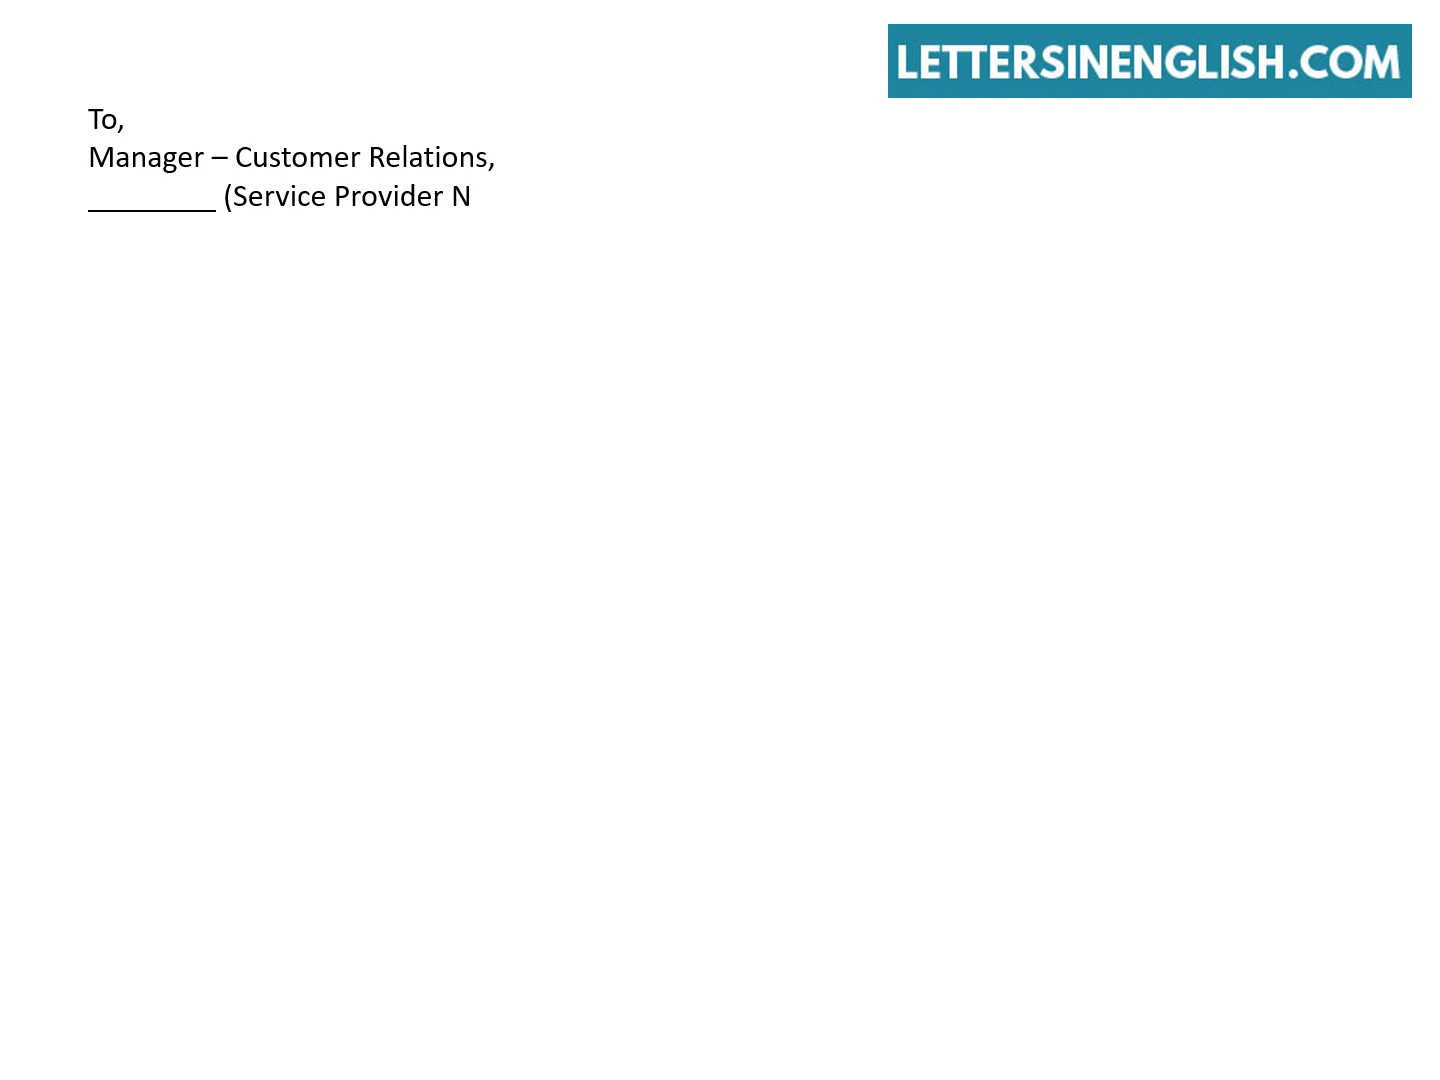 LETTERSINENGLISH.COM
To,
Manager – Customer Relations,
________ (Service Provider N